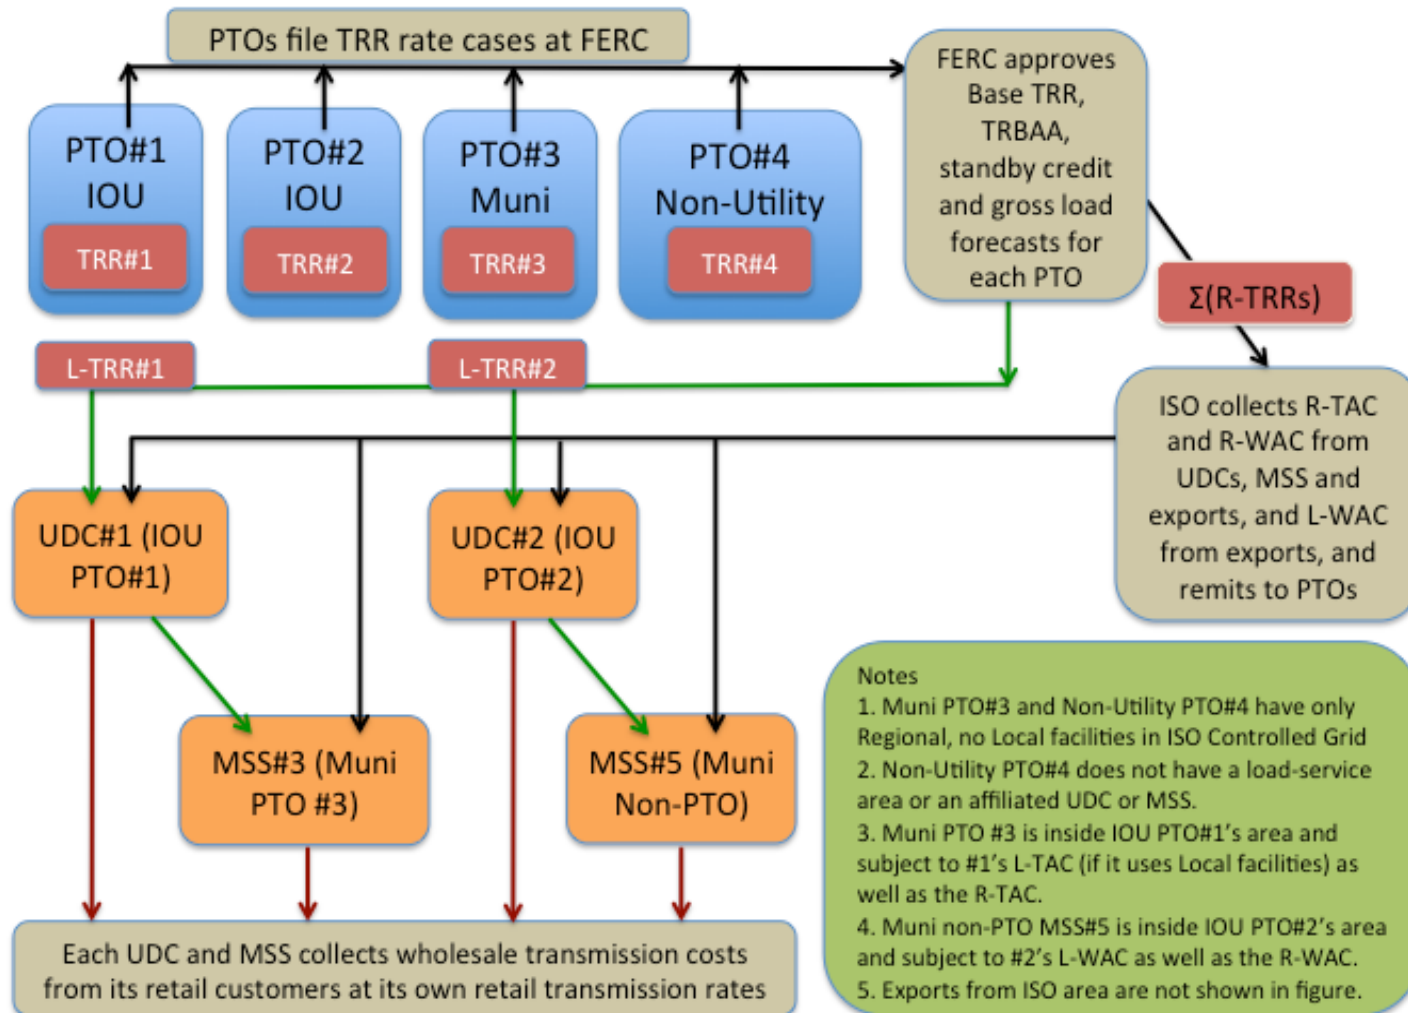 PTOs file TRR rate cases at FERC
FERC approves
Base TRR,
TRBAA,
standby credit
and gross load
forecasts for
each PTO
PTO#1
IOU
TRR#1
PTO#2
IOU
TRR#2
PTO#3
Muni
TRR#3
PTO#4
Non-Utility
TRR#4
Σ(R-TRRs)
L-TRR#1
L-TRR#2
ISO collects R-TAC
and R-WAC from
UDCs, MSS and
exports, and L-WAC
from exports, and
remits to PTOs
UDC#1 (IOU
PTO#1)
UDC#2 (IOU
PTO#2)
MSS#3 (Muni
PTO #3)
MSS#5 (Muni
Non-PTO)
Each UDC and MSS collects wholesale transmission costs
from its retail customers at its own retail transmission rates
Notes
1. Muni PTO#3 and Non-Utility PTO#4 have only
Regional, no Local facilities in ISO Controlled Grid
2. Non-Utility PTO#4 does not have a load-service
area or an affiliated UDC or MSS.
3. Muni PTO #3 is inside IOU PTO#1's area and
subject to #1's L-TAC (if it uses Local facilities) as
well as the R-TAC.
4. Muni non-PTO MSS#5 is inside IOU PTO#2's area
and subject to #2's L-WAC as well as the R-WAC.
5. Exports from ISO area are not shown in figure.